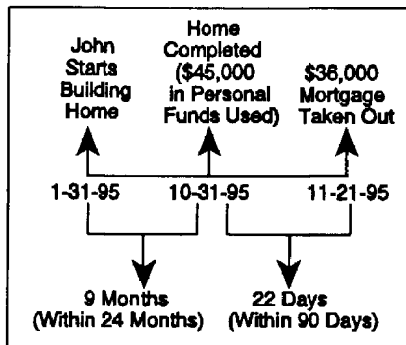 John
Starts
Building
Home
Home
Completed
($45,000
in Personal
Funds Used)
$36,000
Mortgage
Taken Out
1-31-95
10-31-95
11-21-95
9 Months
(Within 24 Months)
22 Days
(Within 90 Days)